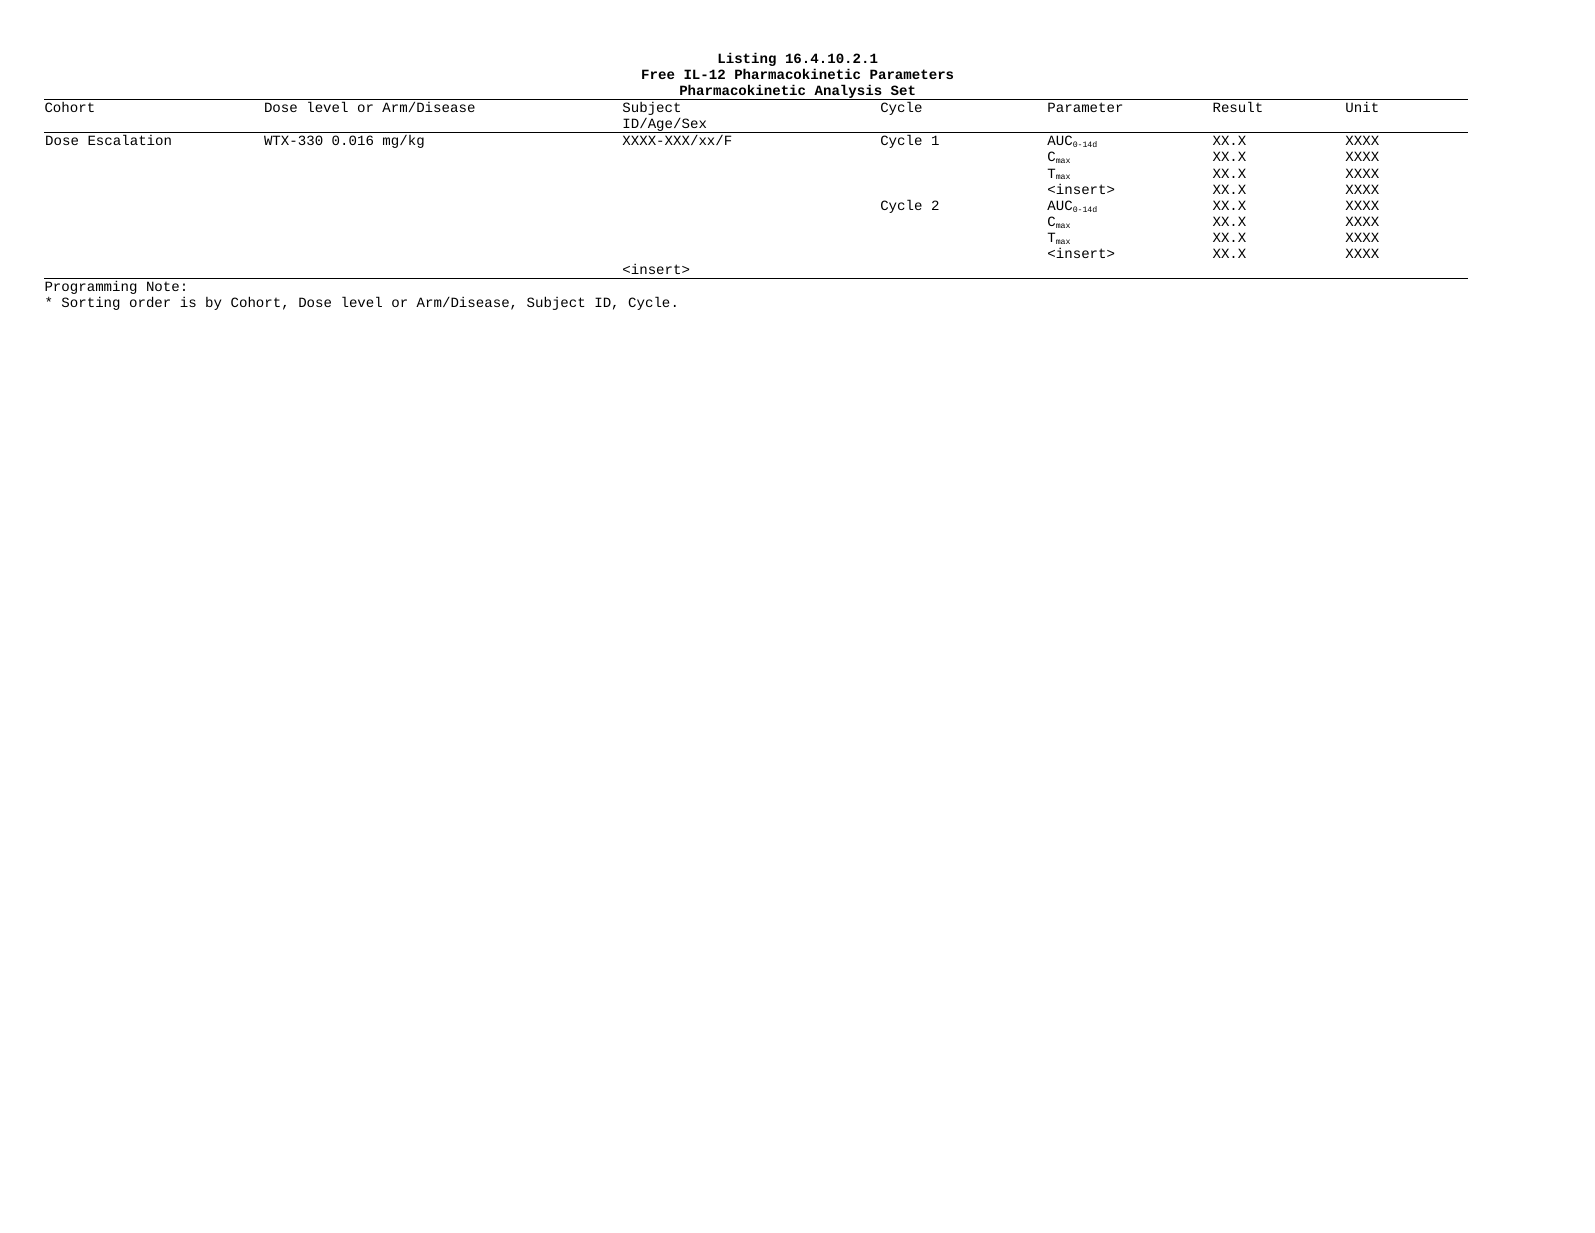 Listing 16.4.10.2.1
Free IL-12 Pharmacokinetic Parameters
Pharmacokinetic Analysis Set
Cohort Dose level or Arm/Disease Subject Cycle Parameter Result Unit
ID/Age/Sex
Dose Escalation WTX-330 0.016 mg/kg XXXX-XXX/xx/F Cycle 1 AUC0-14d XX.X XXXX
Cmax XX.X XXXX
Tmax XX.X XXXX
<insert> XX.X XXXX
Cycle 2 AUC0-14d XX.X XXXX
Cmax XX.X XXXX
Tmax XX.X XXXX
<insert> XX.X XXXX
<insert>
Programming Note:
* Sorting order is by Cohort, Dose level or Arm/Disease, Subject ID, Cycle.